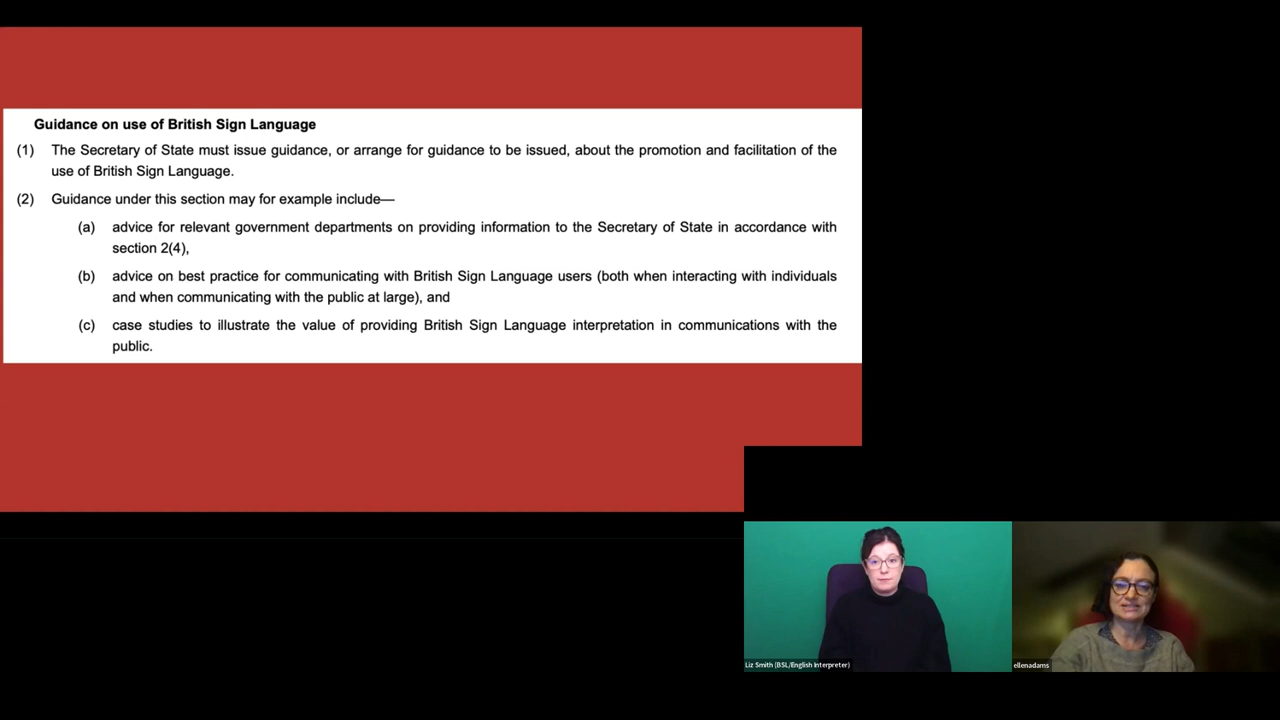 Guidance on use of British Sign Language
(1) The Secretary of State must issue guidance, or arrange for guidance to be issued, about the promotion and facilitation of the
use of British Sign Language.
(2) Guidance under this section may for example include—
(a) advice for relevant government departments on providing information to the Secretary of State in accordance with
section 2(4),
(b) advice on best practice for communicating with British Sign Language users (both when interacting with individuals
and when communicating with the public at large), and
(c) case studies to illustrate the value of providing British Sign Language interpretation in communications with the
public.
Liz Smith (BSL/English Interpreter)
ellenadams